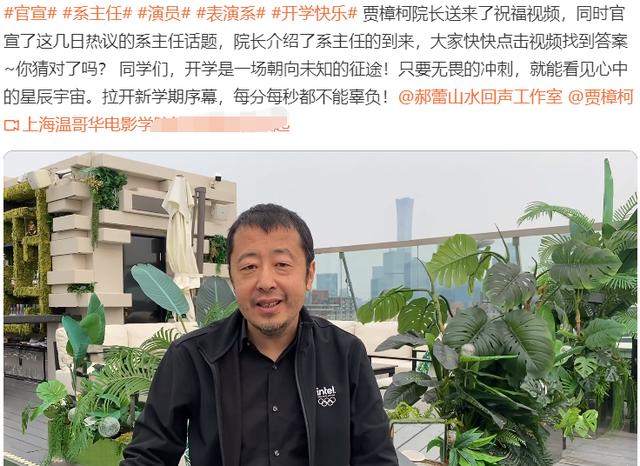 #官宣# #系主任# #演员# #表演系# #开学快乐# 贾樟柯院长送来了祝福视频，同时官
宣了这几日热议的系主任话题，院长介绍了系主任的到来，大家快快点击视频找到答案
~你猜对了吗？ 同学们，开学是一场朝向未知的征途！只要无畏的冲刺，就能看见心中
的星辰宇宙。拉开新学期序幕，每分每秒都不能辜负！@郝蕾山水回声工作室 @贾樟柯
上海温哥华电影学
intel